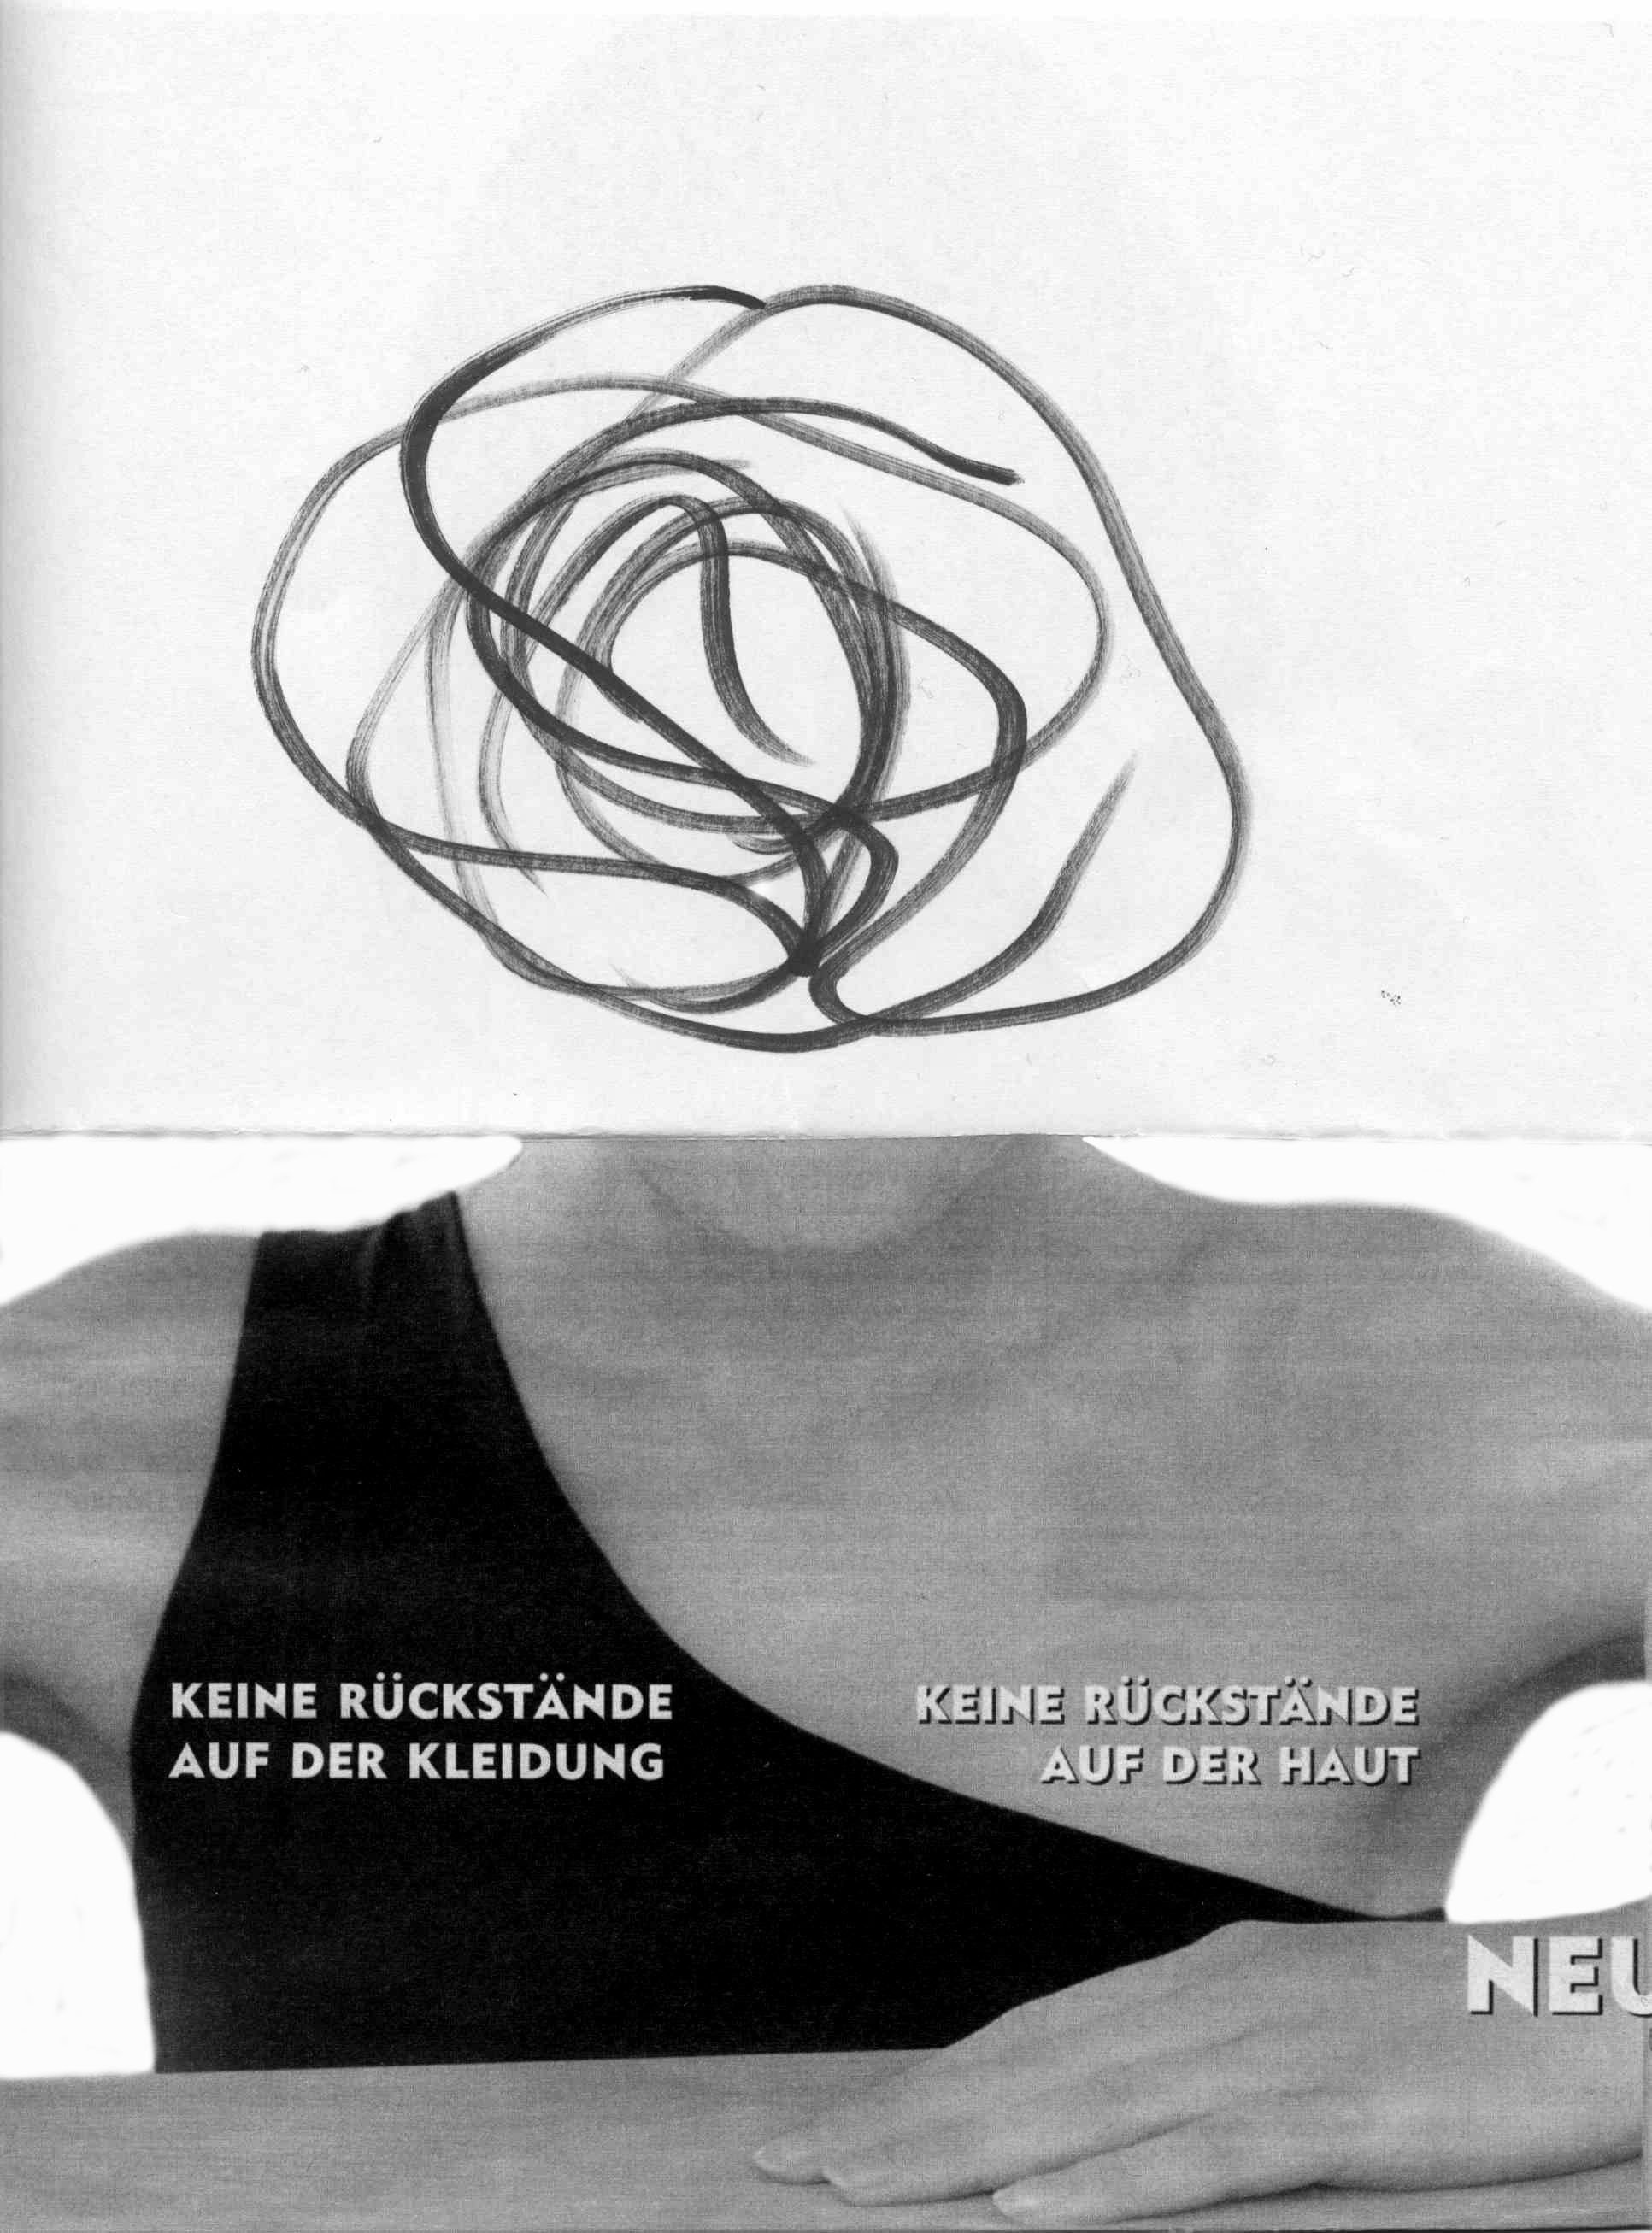 KEINE RÜCKSTÄNDE
AUF DER KLEIDUNG
KEINE RÜCKSTÄNDE
AUF DER HAUT
NEU